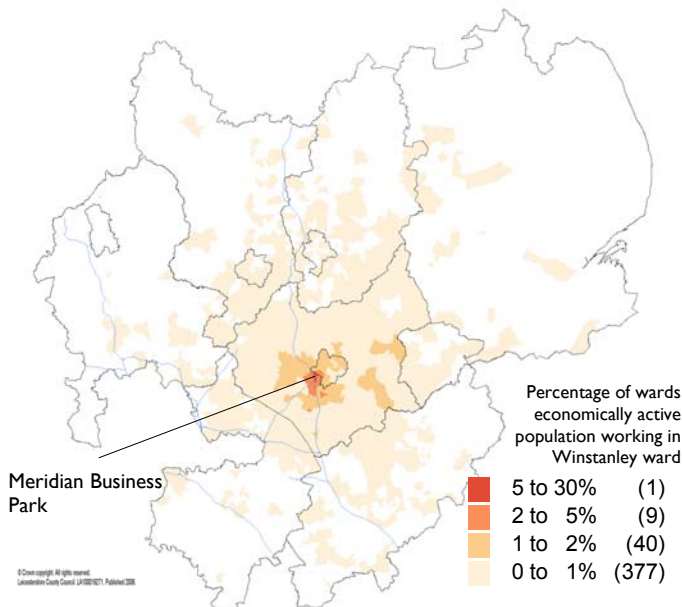 Percentage of wards
economically active
population working in
Winstanley ward
5 to 30% (1)
2 to 5% (9)
1 to 2% (40)
0 to 1% (377)
Meridian Business
Park
© Crown copyright. All rights reserved.
Leicestershire County Council. LA100019271. Published 2006.